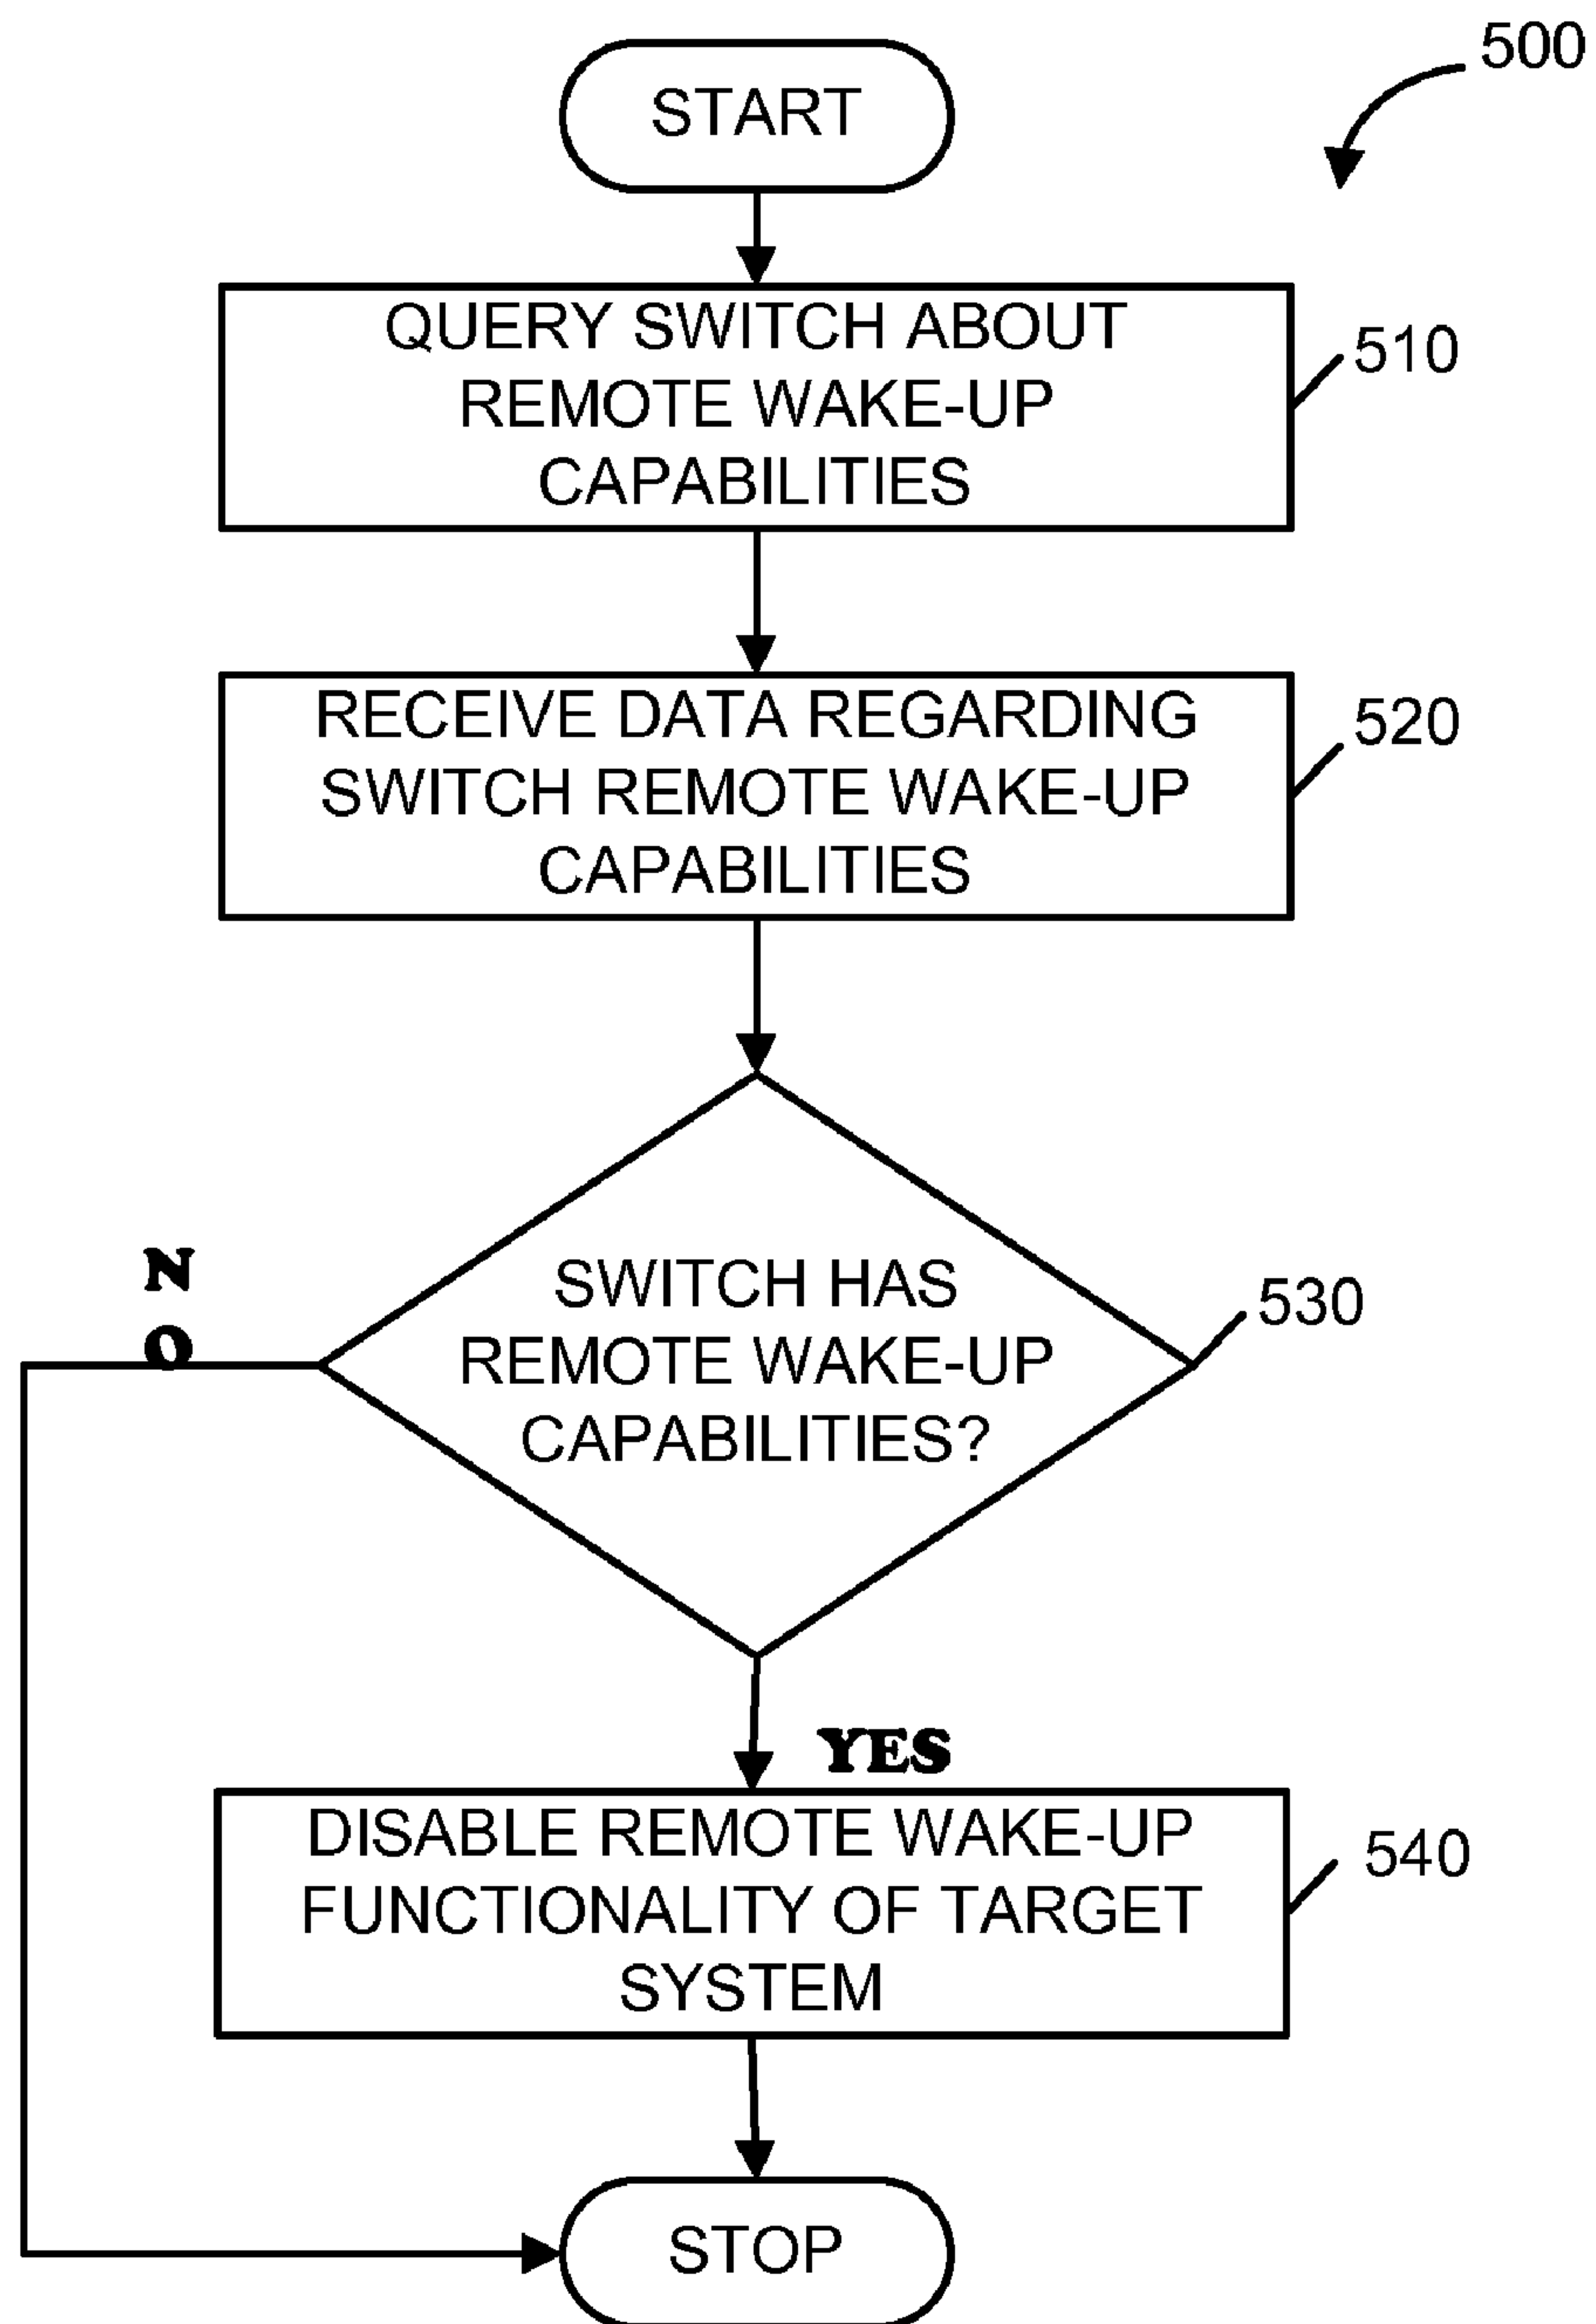 500
START
QUERY SWITCH ABOUT
REMOTE WAKE-UP
CAPABILITIES
510
RECEIVE DATA REGARDING
SWITCH REMOTE WAKE-UP
CAPABILITIES
520
SWITCH HAS
REMOTE WAKE-UP
CAPABILITIES?
530
N
O
YES
DISABLE REMOTE WAKE-UP
FUNCTIONALITY OF TARGET
SYSTEM
540
STOP